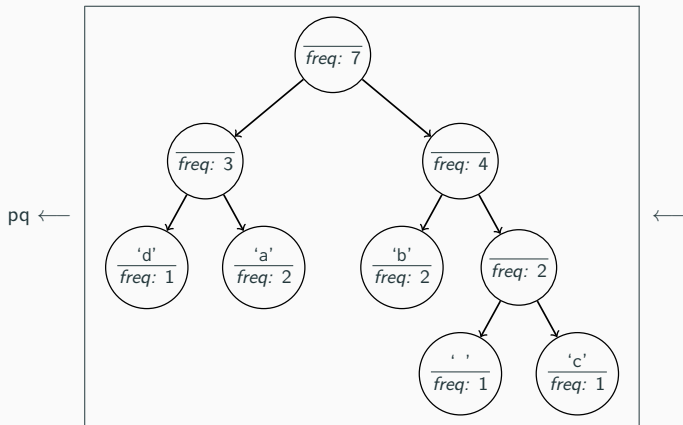 freq: 7
freq: 3
freq: 4
pq
‘d’
freq: 1
‘a’
freq: 2
‘b’
freq: 2
freq: 2
‘ ’
freq: 1
‘c’
freq: 1